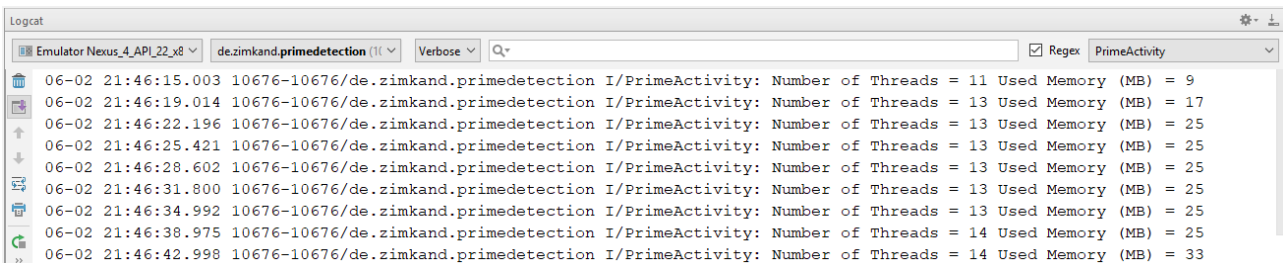 Logcat
Emulator Nexus_4_API_22_x8 de.zimkand.primedetection (1( Verbose Regex PrimeActivity
06-02 21:46:15.003 10676-10676/de.zimkand.primedetection I/PrimeActivity: Number of Threads = 11 Used Memory (MB) = 9
06-02 21:46:19.014 10676-10676/de.zimkand.primedetection I/PrimeActivity: Number of Threads = 13 Used Memory (MB) = 17
06-02 21:46:22.196 10676-10676/de.zimkand.primedetection I/PrimeActivity: Number of Threads = 13 Used Memory (MB) = 25
06-02 21:46:25.421 10676-10676/de.zimkand.primedetection I/PrimeActivity: Number of Threads = 13 Used Memory (MB) = 25
06-02 21:46:28.602 10676-10676/de.zimkand.primedetection I/PrimeActivity: Number of Threads = 13 Used Memory (MB) = 25
06-02 21:46:31.800 10676-10676/de.zimkand.primedetection I/PrimeActivity: Number of Threads = 13 Used Memory (MB) = 25
06-02 21:46:34.992 10676-10676/de.zimkand.primedetection I/PrimeActivity: Number of Threads = 13 Used Memory (MB) = 25
06-02 21:46:38.975 10676-10676/de.zimkand.primedetection I/PrimeActivity: Number of Threads = 14 Used Memory (MB) = 25
06-02 21:46:42.998 10676-10676/de.zimkand.primedetection I/PrimeActivity: Number of Threads = 14 Used Memory (MB) = 33